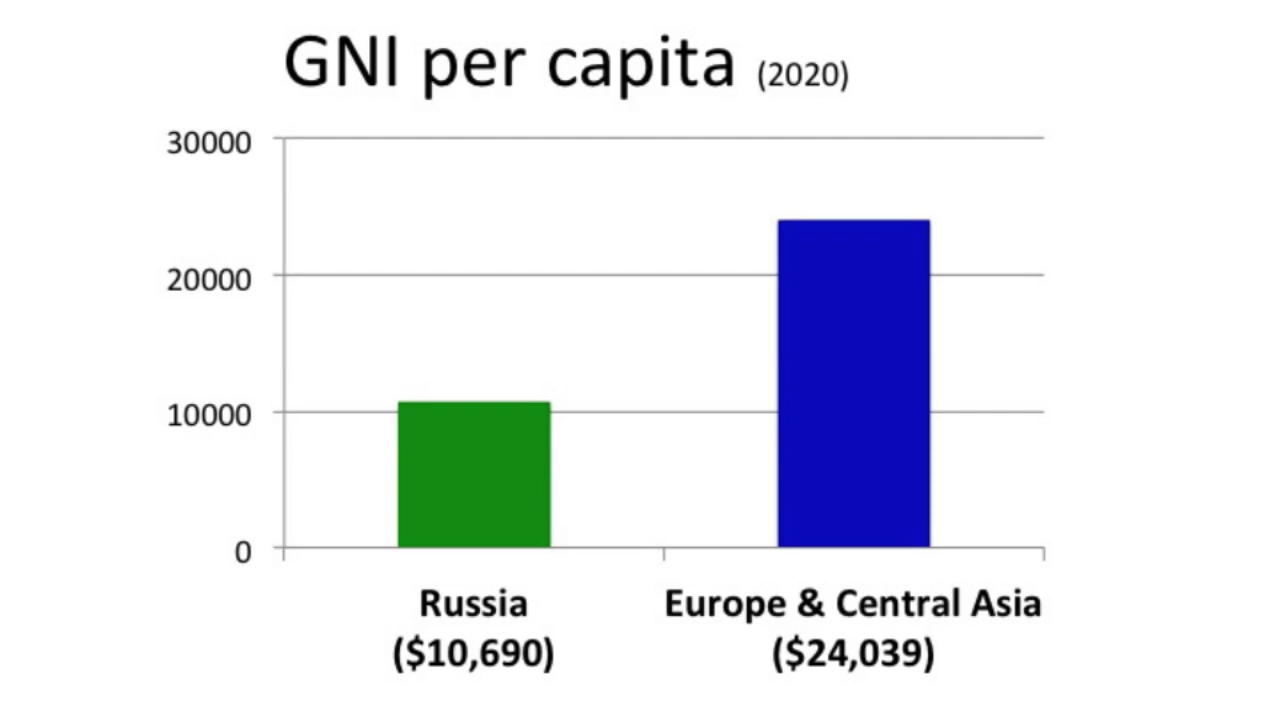 GNI per capita (2020)
30000
20000
10000
0
Russia
($10,690)
Europe & Central Asia
($24,039)